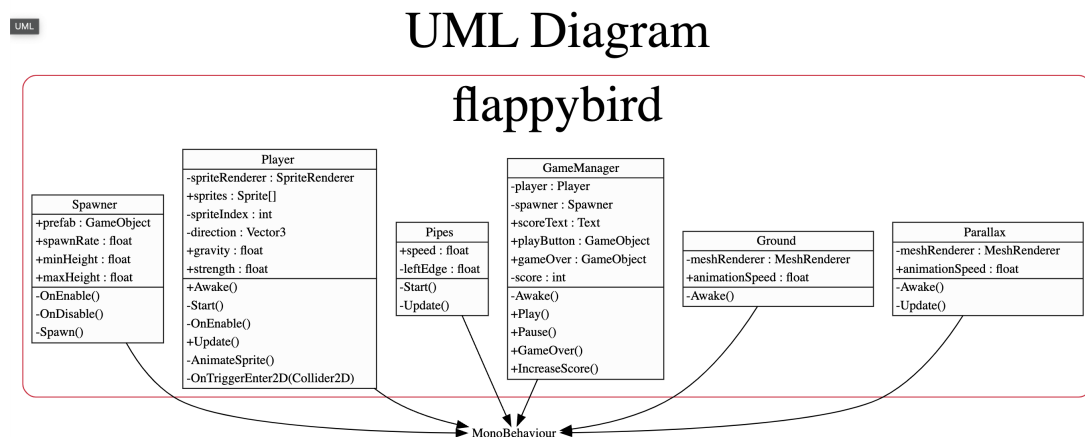 UML
UML Diagram
flappybird
Spawner
+prefab : GameObject
+spawnRate : float
+minHeight : float
+maxHeight : float
-OnEnable()
-OnDisable()
-Spawn()
Player
-spriteRenderer : SpriteRenderer
+sprites : Sprite[]
-spriteIndex : int
-direction : Vector3
+gravity : float
+strength : float
+Awake()
-Start()
-OnEnable()
+Update()
-AnimateSprite()
-OnTriggerEnter2D(Collider2D)
Pipes
+speed : float
-leftEdge : float
-Start()
-Update()
GameManager
-player : Player
-spawner : Spawner
+scoreText : Text
+playButton : GameObject
+gameOver : GameObject
-score : int
-Awake()
+Play()
+Pause()
+GameOver()
+IncreaseScore()
Ground
-meshRenderer : MeshRenderer
+animationSpeed : float
-Awake()
Parallax
-meshRenderer : MeshRenderer
+animationSpeed : float
-Awake()
-Update()
MonoBehaviour